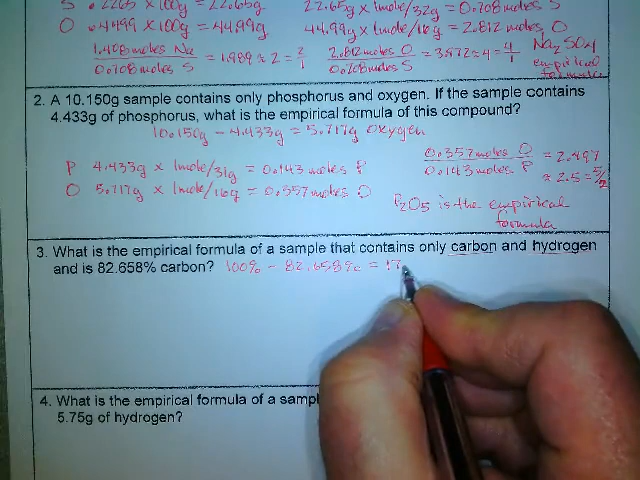 S .2265 x 100g = 22.65g 22.65g x 1mole/32g = 0.708 moles S
O .4499 x 100g = 44.99g 44.99g x 1mole/16g = 2.812 moles O
1.408 moles Na / 0.708 moles S = 1.989 ≈ 2 = 2/1 2.812 moles O / 0.708 moles S = 3.972 ≈ 4 = 4/1 Na2SO4
empirical
formula
2. A 10.150g sample contains only phosphorus and oxygen. If the sample contains
4.433g of phosphorus, what is the empirical formula of this compound?
10.150g - 4.433g = 5.717g oxygen
P 4.433g x 1mole/31g = 0.143 moles P 0.357 moles O / 0.143 moles P = 2.497
O 5.717g x 1mole/16g = 0.357 moles O ≈ 2.5 = 5/2
P2O5 is the empirical
formula
3. What is the empirical formula of a sample that contains only carbon and hydrogen
and is 82.658% carbon? 100% - 82.658% = 17
4. What is the empirical formula of a sampl
5.75g of hydrogen?